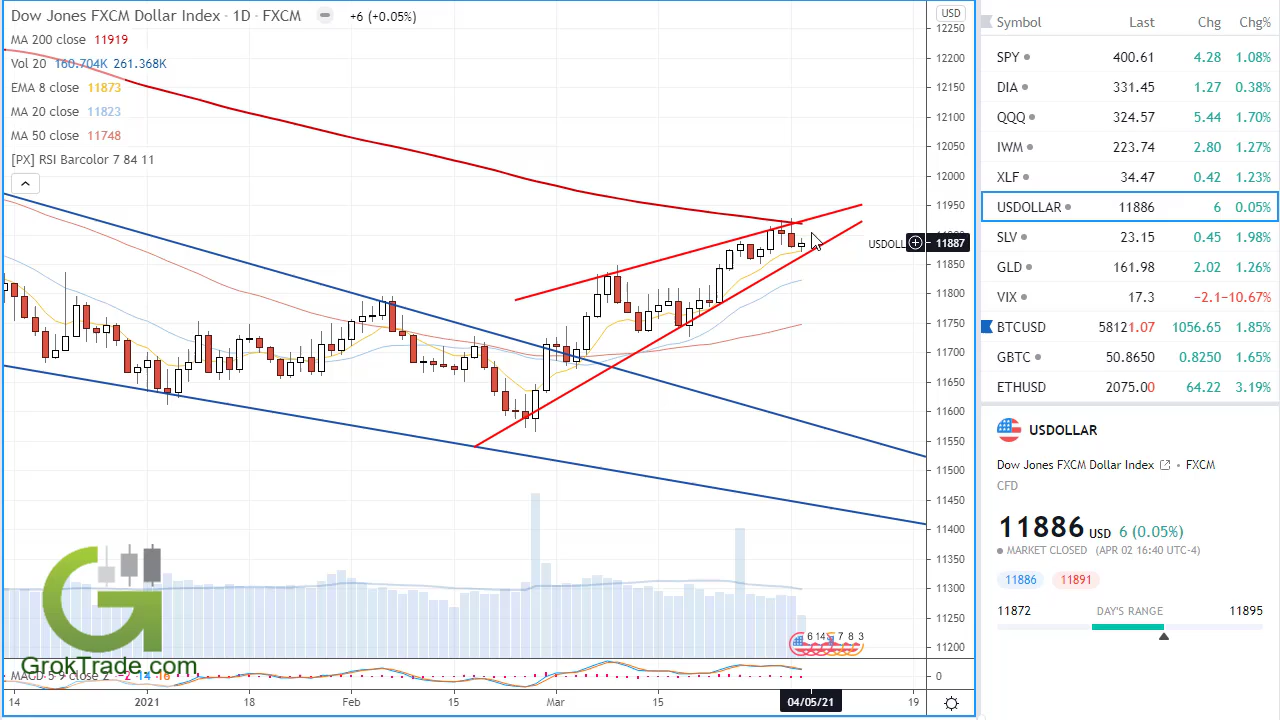 Dow Jones FXCM Dollar Index · 1D · FXCM +6 (+0.05%)
MA 200 close 11919
Vol 20 160.704K 261.368K
EMA 8 close 11873
MA 20 close 11823
MA 50 close 11748
[PX] RSI Barcolor 7 84 11
USD
12250
12200
12150
12100
12050
12000
11950
11887
11850
11800
11750
11700
11650
11600
11550
11500
11450
11400
11350
11300
11250
11200
0
GrokTrade.com
MACD 5 9 close 2 −2 14 16
14 2021 18 Feb 15 Mar 15 04/05/21 19
Symbol Last Chg Chg%
SPY 400.61 4.28 1.08%
DIA 331.45 1.27 0.38%
QQQ 324.57 5.44 1.70%
IWM 223.74 2.80 1.27%
XLF 34.47 0.42 1.23%
USDOLLAR 11886 6 0.05%
SLV 23.15 0.45 1.98%
GLD 161.98 2.02 1.26%
VIX 17.3 −2.1 −10.67%
BTCUSD 58121.07 1056.65 1.85%
GBTC 50.8650 0.8250 1.65%
ETHUSD 2075.00 64.22 3.19%
USDOLLAR
Dow Jones FXCM Dollar Index · FXCM
CFD
11886 USD 6 (0.05%)
MARKET CLOSED (APR 02 16:40 UTC-4)
11886 11891
11872 DAY'S RANGE 11895